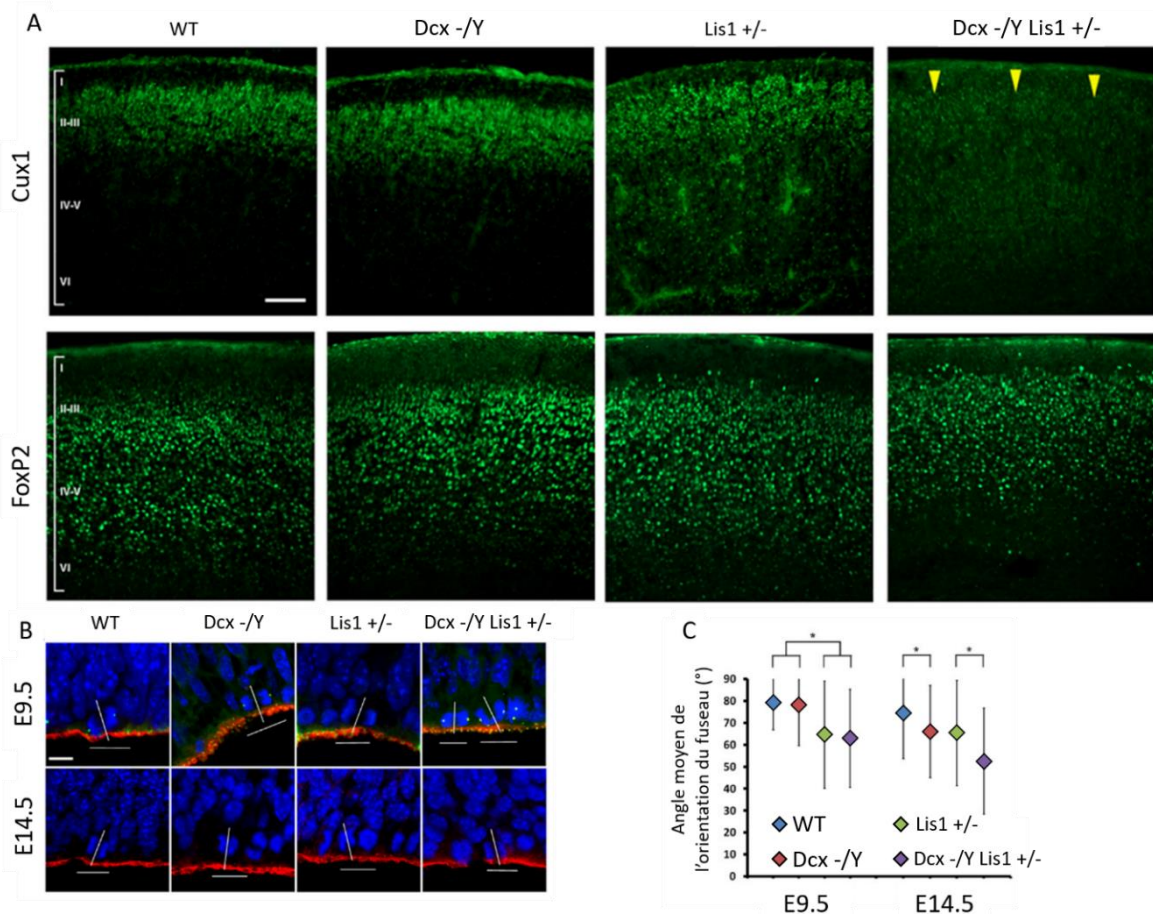 A
WT
Dcx -/Y
Lis1 +/-
Dcx -/Y Lis1 +/-
Cux1
I
II-III
IV-V
VI
FoxP2
I
II-III
IV-V
VI
B
WT
Dcx -/Y
Lis1 +/-
Dcx -/Y Lis1 +/-
E9.5
E14.5
C
* * *
Angle moyen de
l'orientation du fuseau (°)
90
80
70
60
50
40
30
20
10
0
WT
Lis1 +/-
Dcx -/Y
Dcx -/Y Lis1 +/-
E9.5 E14.5